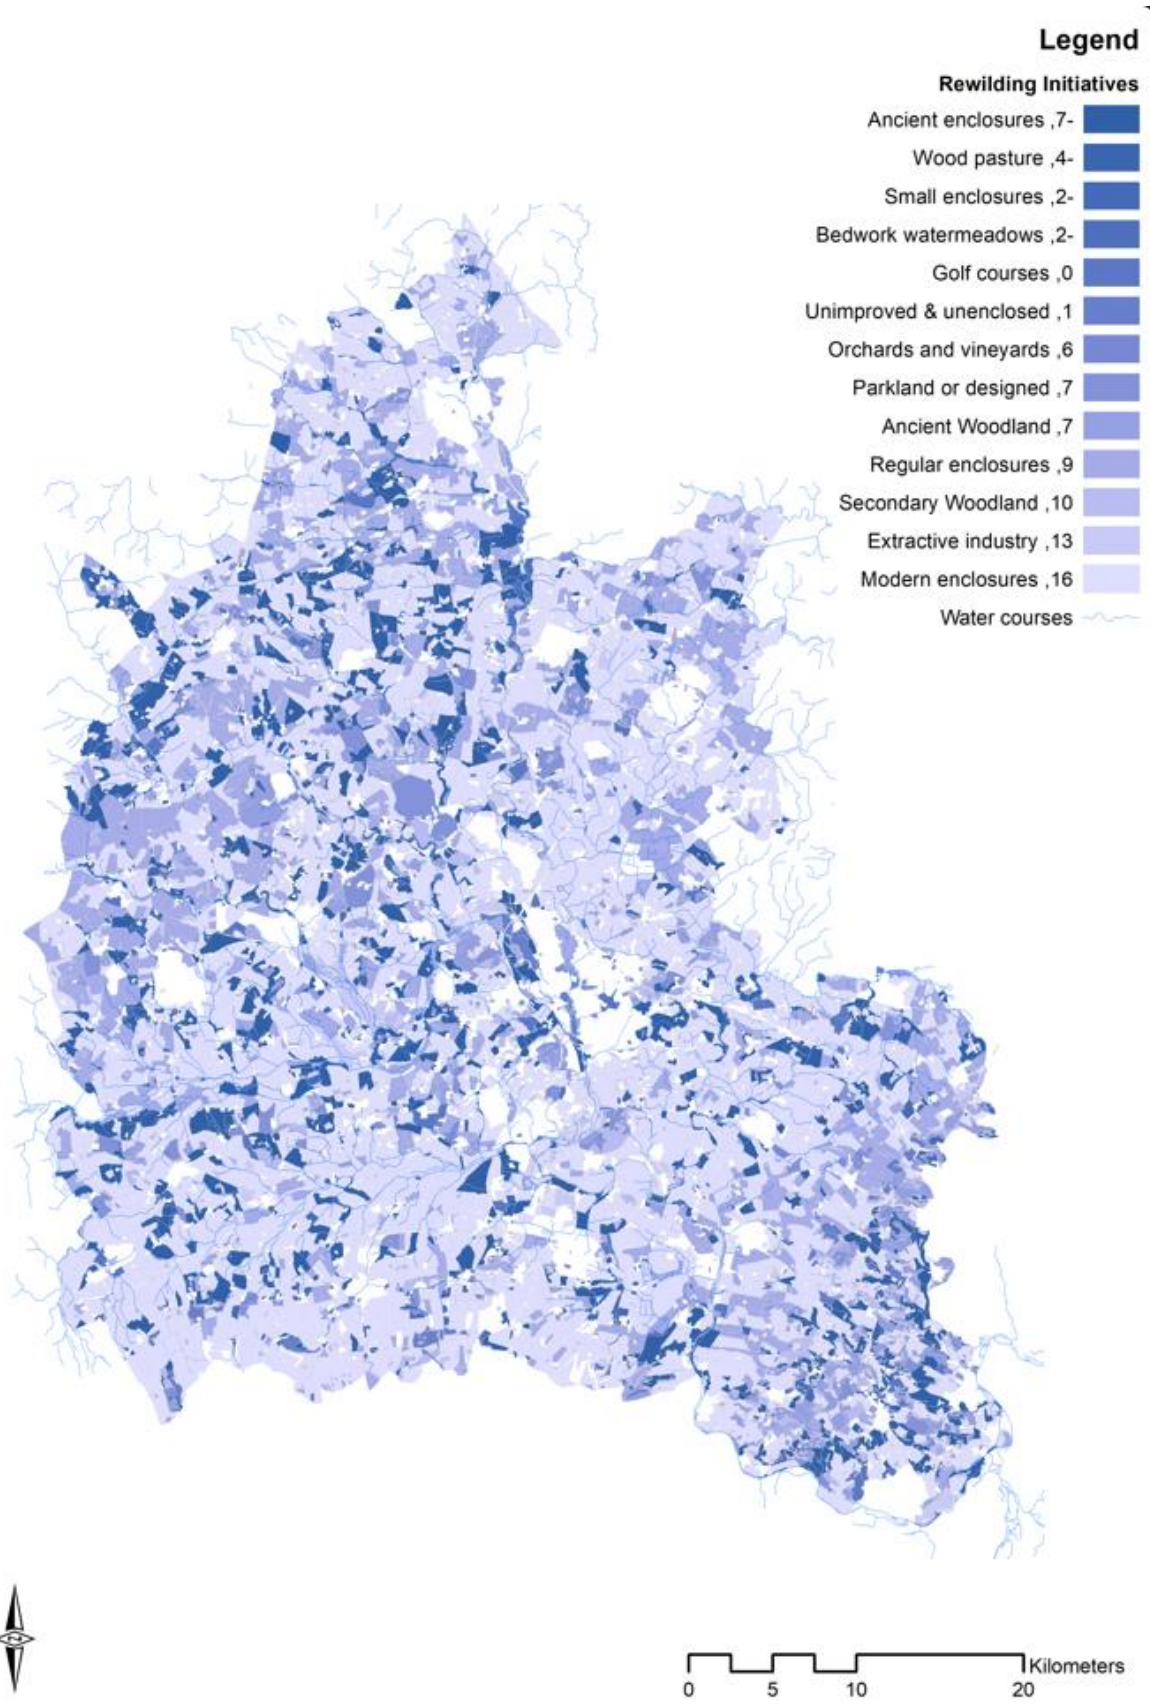 Legend
Rewilding Initiatives
Ancient enclosures ,7-
Wood pasture ,4-
Small enclosures ,2-
Bedwork watermeadows ,2-
Golf courses ,0
Unimproved & unenclosed ,1
Orchards and vineyards ,6
Parkland or designed ,7
Ancient Woodland ,7
Regular enclosures ,9
Secondary Woodland ,10
Extractive industry ,13
Modern enclosures ,16
Water courses
Kilometers
0 5 10 20